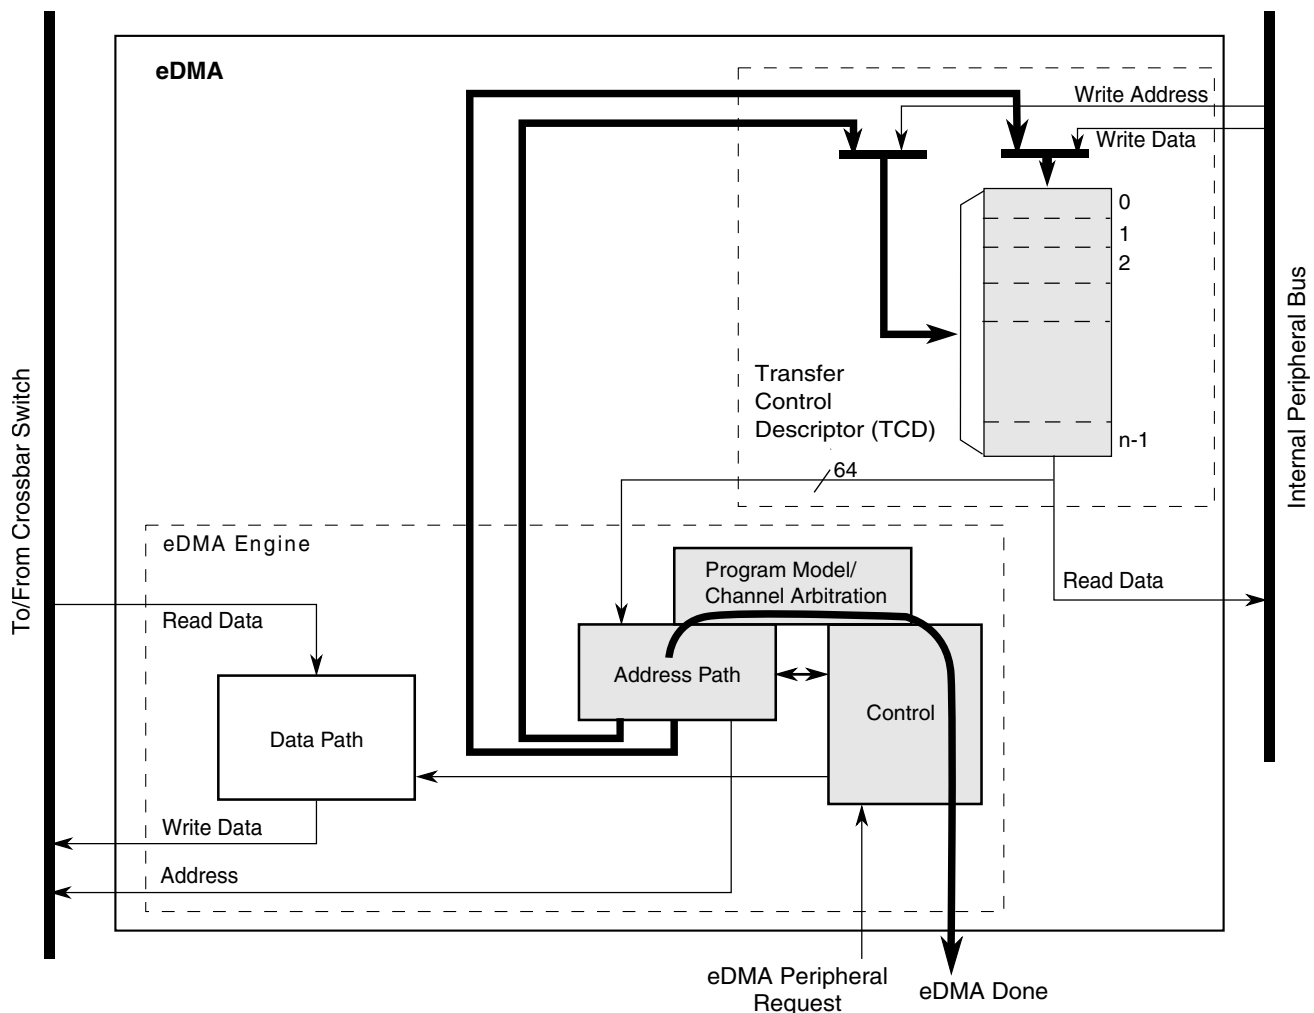 eDMA
Write Address
Write Data
0
1
2
n-1
Transfer
Control
Descriptor (TCD)
64
To/From Crossbar Switch
Internal Peripheral Bus
eDMA Engine
Program Model/
Channel Arbitration
Read Data
Read Data
Address Path
Control
Data Path
Write Data
Address
eDMA Peripheral
Request
eDMA Done